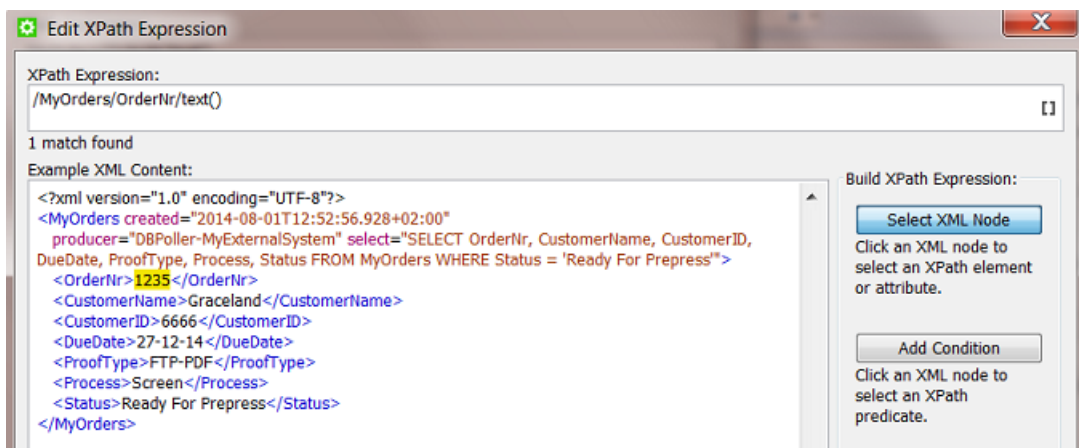 Edit XPath Expression
X
XPath Expression:
/MyOrders/OrderNr/text()
[]
1 match found
Example XML Content:
<?xml version="1.0" encoding="UTF-8"?>
<MyOrders created="2014-08-01T12:52:56.928+02:00"
producer="DBPoller-MyExternalSystem" select="SELECT OrderNr, CustomerName, CustomerID,
DueDate, ProofType, Process, Status FROM MyOrders WHERE Status = 'Ready For Prepress'">
<OrderNr>1235</OrderNr>
<CustomerName>Graceland</CustomerName>
<CustomerID>6666</CustomerID>
<DueDate>27-12-14</DueDate>
<ProofType>FTP-PDF</ProofType>
<Process>Screen</Process>
<Status>Ready For Prepress</Status>
</MyOrders>
Build XPath Expression:
Select XML Node
Click an XML node to
select an XPath element
or attribute.
Add Condition
Click an XML node to
select an XPath
predicate.